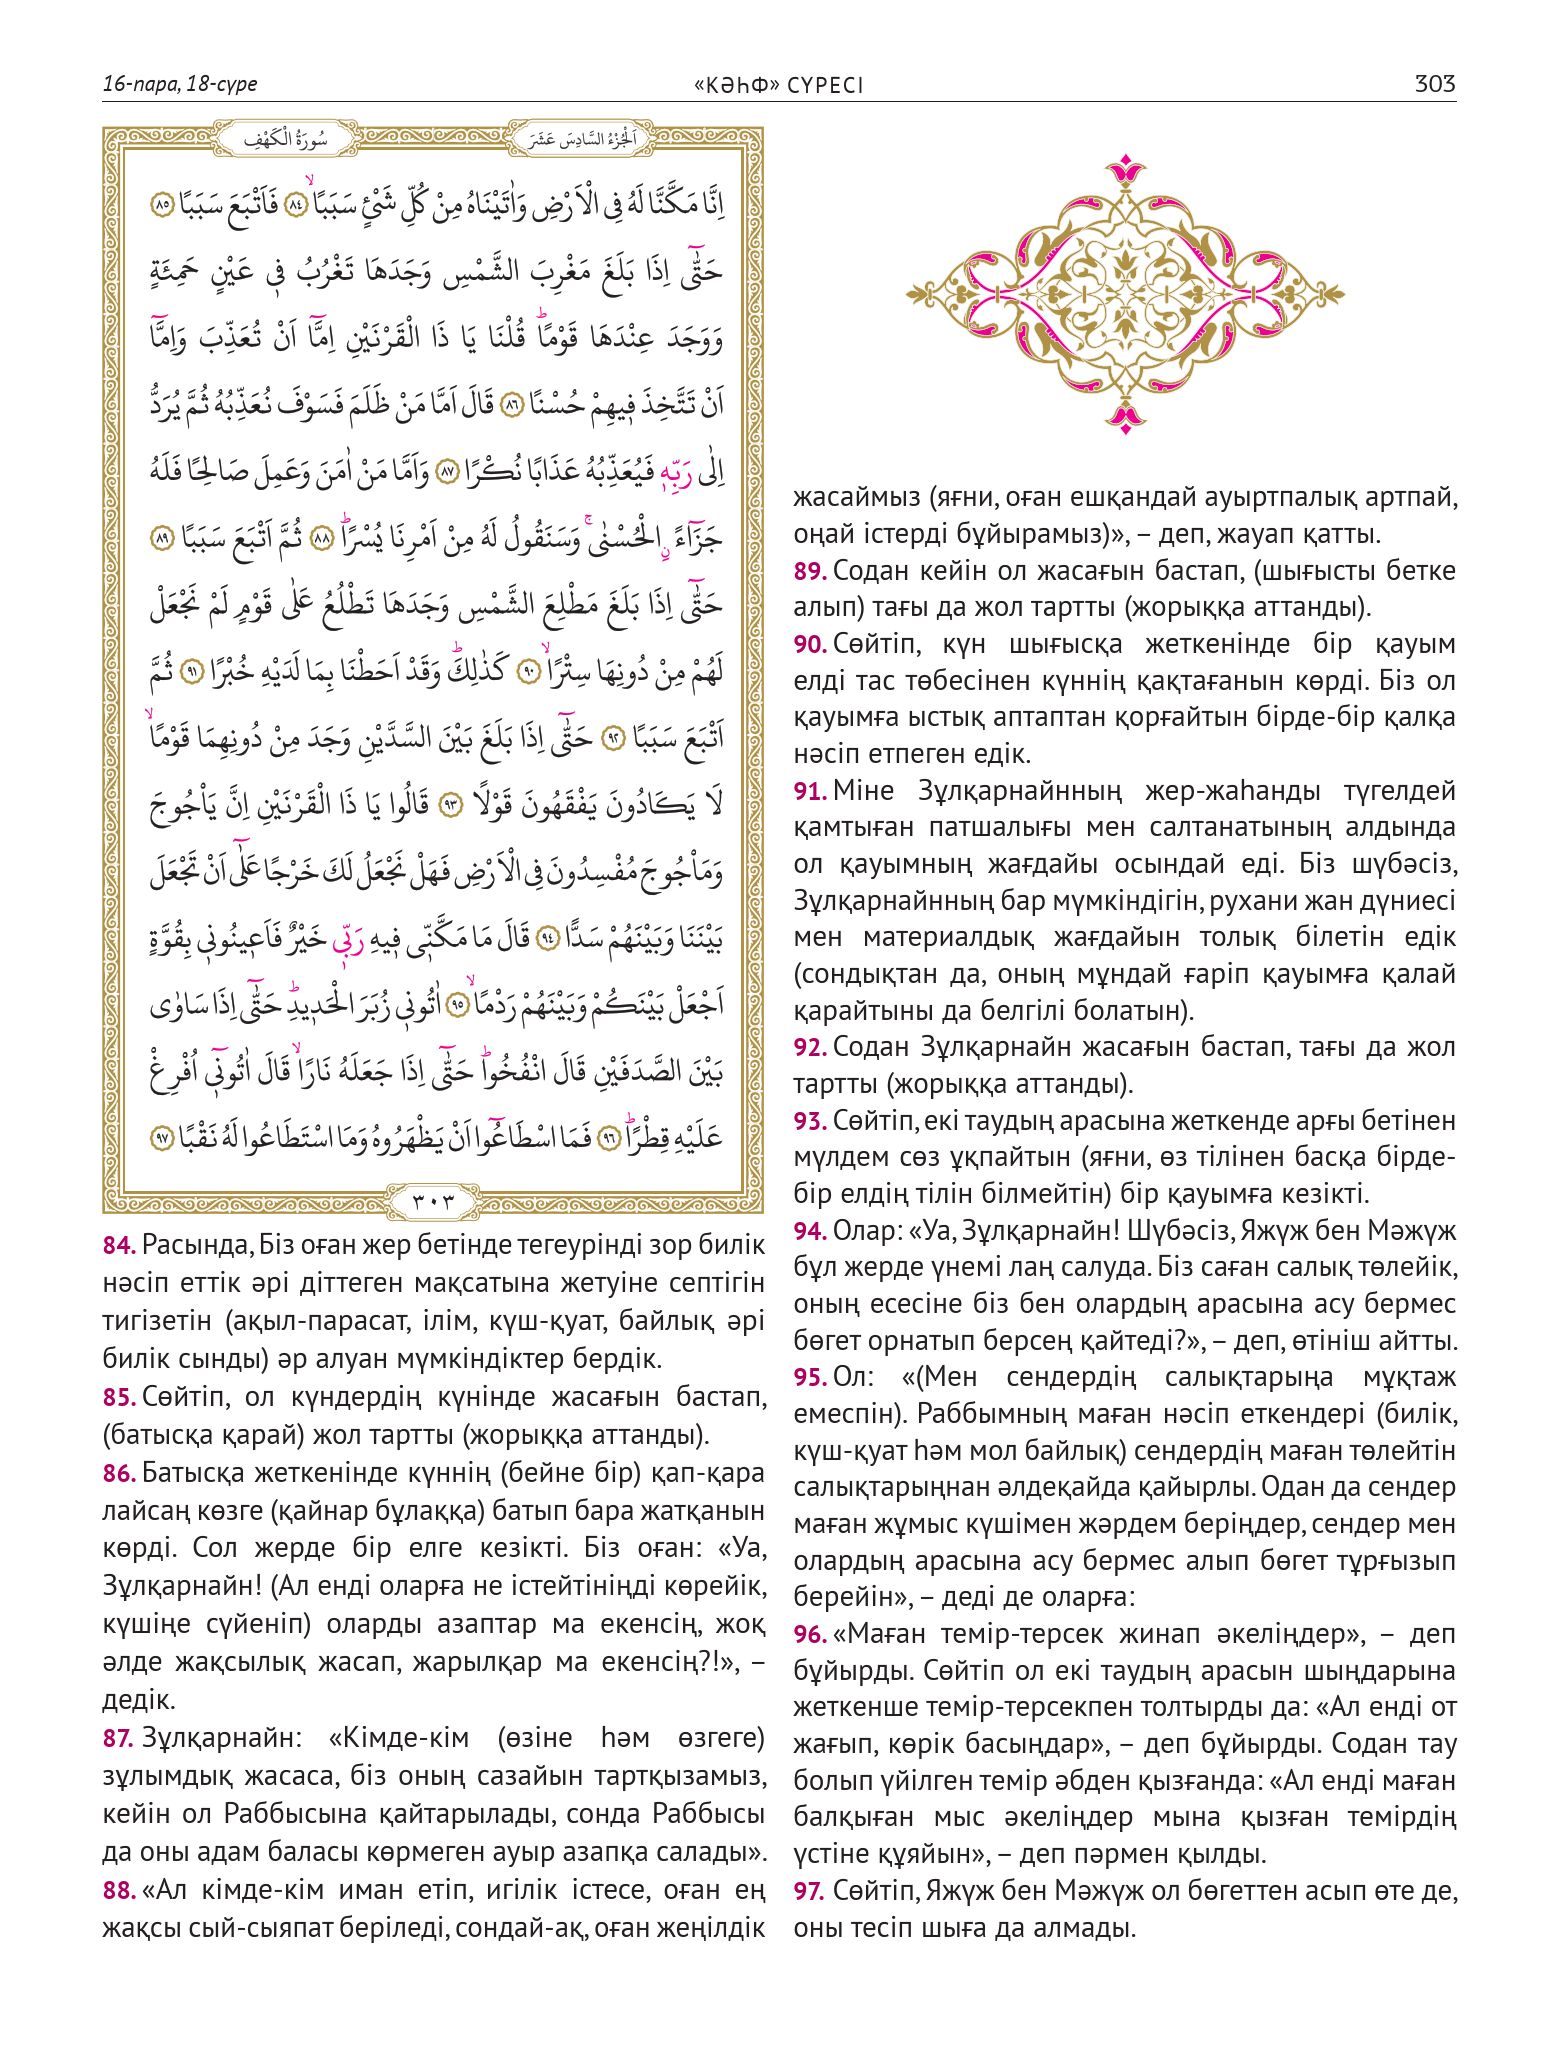 16-пара, 18-сүре
«КӘҺФ» СҮРЕСІ
303
سُورَةُ الْكَهْفِ
اَلْجُزْءُ السَّادِسَ عَشَرَ
اِنَّا مَكَّنَّا لَهُ فِى الْاَرْضِ وَاٰتَيْنَاهُ مِنْ كُلِّ شَىْءٍ سَبَبًاۙ ﴿٨٤﴾ فَاَتْبَعَ سَبَبًا ﴿٨٥﴾
حَتّٰٓى اِذَا بَلَغَ مَغْرِبَ الشَّمْسِ وَجَدَهَا تَغْرُبُ ف۪ى عَيْنٍ حَمِئَةٍ
وَوَجَدَ عِنْدَهَا قَوْمًاۜ قُلْنَا يَا ذَا الْقَرْنَيْنِ اِمَّٓا اَنْ تُعَذِّبَ وَاِمَّٓا
اَنْ تَتَّخِذَ ف۪يهِمْ حُسْنًا ﴿٨٦﴾ قَالَ اَمَّا مَنْ ظَلَمَ فَسَوْفَ نُعَذِّبُهُ ثُمَّ يُرَدُّ
اِلٰى رَبِّه۪ فَيُعَذِّبُهُ عَذَابًا نُكْرًا ﴿٨٧﴾ وَاَمَّا مَنْ اٰمَنَ وَعَمِلَ صَالِحًا فَلَهُ
جَزَٓاءًۨ الْحُسْنٰىۚ وَسَنَقُولُ لَهُ مِنْ اَمْرِنَا يُسْرًاۜ ﴿٨٨﴾ ثُمَّ اَتْبَعَ سَبَبًا ﴿٨٩﴾
حَتّٰٓى اِذَا بَلَغَ مَطْلِعَ الشَّمْسِ وَجَدَهَا تَطْلُعُ عَلٰى قَوْمٍ لَمْ نَجْعَلْ
لَهُمْ مِنْ دُونِهَا سِتْرًاۙ ﴿٩٠﴾ كَذٰلِكَۜ وَقَدْ اَحَطْنَا بِمَا لَدَيْهِ خُبْرًا ﴿٩١﴾ ثُمَّ
اَتْبَعَ سَبَبًا ﴿٩٢﴾ حَتّٰٓى اِذَا بَلَغَ بَيْنَ السَّدَّيْنِ وَجَدَ مِنْ دُونِهِمَا قَوْمًاۙ
لَا يَكَادُونَ يَفْقَهُونَ قَوْلًا ﴿٩٣﴾ قَالُوا يَا ذَا الْقَرْنَيْنِ اِنَّ يَاْجُوجَ
وَمَاْجُوجَ مُفْسِدُونَ فِى الْاَرْضِ فَهَلْ نَجْعَلُ لَكَ خَرْجًا عَلٰٓى اَنْ تَجْعَلَ
بَيْنَنَا وَبَيْنَهُمْ سَدًّا ﴿٩٤﴾ قَالَ مَا مَكَّنّ۪ى ف۪يهِ رَبّ۪ى خَيْرٌ فَاَع۪ينُون۪ى بِقُوَّةٍ
اَجْعَلْ بَيْنَكُمْ وَبَيْنَهُمْ رَدْمًاۙ ﴿٩٥﴾ اٰتُون۪ى زُبَرَ الْحَد۪يدِۜ حَتّٰٓى اِذَا سَاوٰى
بَيْنَ الصَّدَفَيْنِ قَالَ انْفُخُواۜ حَتّٰٓى اِذَا جَعَلَهُ نَارًاۙ قَالَ اٰتُون۪ٓى اُفْرِغْ
عَلَيْهِ قِطْرًاۜ ﴿٩٦﴾ فَمَا اسْطَاعُٓوا اَنْ يَظْهَرُوهُ وَمَا اسْتَطَاعُوا لَهُ نَقْبًا ﴿٩٧﴾
٣٠٣
84. Расында, Біз оған жер бетінде тегеурінді зор билік
нәсіп еттік әрі діттеген мақсатына жетуіне септігін
тигізетін (ақыл-парасат, ілім, күш-қуат, байлық әрі
билік сынды) әр алуан мүмкіндіктер бердік.
85. Сөйтіп, ол күндердің күнінде жасағын бастап,
(батысқа қарай) жол тартты (жорыққа аттанды).
86. Батысқа жеткенінде күннің (бейне бір) қап-қара
лайсаң көзге (қайнар бұлаққа) батып бара жатқанын
көрді. Сол жерде бір елге кезікті. Біз оған: «Уа,
Зұлқарнайн! (Ал енді оларға не істейтініңді көрейік,
күшіңе сүйеніп) оларды азаптар ма екенсің, жоқ
әлде жақсылық жасап, жарылқар ма екенсің?!», –
дедік.
87. Зұлқарнайн: «Кімде-кім (өзіне һәм өзгеге)
зұлымдық жасаса, біз оның сазайын тартқызамыз,
кейін ол Раббысына қайтарылады, сонда Раббысы
да оны адам баласы көрмеген ауыр азапқа салады».
88. «Ал кімде-кім иман етіп, игілік істесе, оған ең
жақсы сый-сыяпат беріледі, сондай-ақ, оған жеңілдік
жасаймыз (яғни, оған ешқандай ауыртпалық артпай,
оңай істерді бұйырамыз)», – деп, жауап қатты.
89. Содан кейін ол жасағын бастап, (шығысты бетке
алып) тағы да жол тартты (жорыққа аттанды).
90. Сөйтіп, күн шығысқа жеткенінде бір қауым
елді тас төбесінен күннің қақтағанын көрді. Біз ол
қауымға ыстық аптаптан қорғайтын бірде-бір қалқа
нәсіп етпеген едік.
91. Міне Зұлқарнайнның жер-жаһанды түгелдей
қамтыған патшалығы мен салтанатының алдында
ол қауымның жағдайы осындай еді. Біз шүбәсіз,
Зұлқарнайнның бар мүмкіндігін, рухани жан дүниесі
мен материалдық жағдайын толық білетін едік
(сондықтан да, оның мұндай ғаріп қауымға қалай
қарайтыны да белгілі болатын).
92. Содан Зұлқарнайн жасағын бастап, тағы да жол
тартты (жорыққа аттанды).
93. Сөйтіп, екі таудың арасына жеткенде арғы бетінен
мүлдем сөз ұқпайтын (яғни, өз тілінен басқа бірде-
бір елдің тілін білмейтін) бір қауымға кезікті.
94. Олар: «Уа, Зұлқарнайн! Шүбәсіз, Яжүж бен Мәжүж
бұл жерде үнемі лаң салуда. Біз саған салық төлейік,
оның есесіне біз бен олардың арасына асу бермес
бөгет орнатып берсең қайтеді?», – деп, өтініш айтты.
95. Ол: «(Мен сендердің салықтарыңа мұқтаж
емеспін). Раббымның маған нәсіп еткендері (билік,
күш-қуат һәм мол байлық) сендердің маған төлейтін
салықтарыңнан әлдеқайда қайырлы. Одан да сендер
маған жұмыс күшімен жәрдем беріңдер, сендер мен
олардың арасына асу бермес алып бөгет тұрғызып
берейін», – деді де оларға:
96. «Маған темір-терсек жинап әкеліңдер», – деп
бұйырды. Сөйтіп ол екі таудың арасын шыңдарына
жеткенше темір-терсекпен толтырды да: «Ал енді от
жағып, көрік басыңдар», – деп бұйырды. Содан тау
болып үйілген темір әбден қызғанда: «Ал енді маған
балқыған мыс әкеліңдер мына қызған темірдің
үстіне құяйын», – деп пәрмен қылды.
97. Сөйтіп, Яжүж бен Мәжүж ол бөгеттен асып өте де,
оны тесіп шыға да алмады.